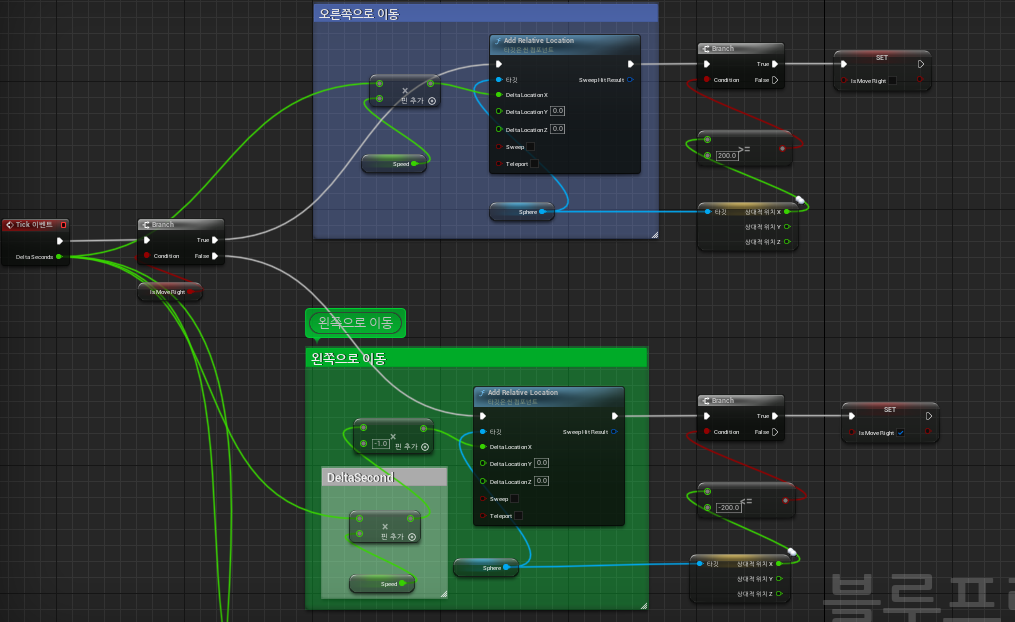 오른쪽으로 이동
Add Relative Location
타깃은 씬 컴포넌트
타깃
Sweep Hit Result
Delta Location X
Delta Location Y 0.0
Delta Location Z 0.0
Sweep
Teleport
×
핀 추가
Speed
Sphere
Branch
True
Condition
False
SET
Is Move Right
>=
200.0
타깃
상대적 위치 X
상대적 위치 Y
상대적 위치 Z
Tick 이벤트
Delta Seconds
Branch
True
Condition
False
Is Move Right
왼쪽으로 이동
왼쪽으로 이동
Add Relative Location
타깃은 씬 컴포넌트
타깃
Sweep Hit Result
Delta Location X
Delta Location Y 0.0
Delta Location Z 0.0
Sweep
Teleport
×
-1.0
핀 추가
DeltaSecond
×
핀 추가
Speed
Sphere
Branch
True
Condition
False
SET
Is Move Right
<=
-200.0
타깃
상대적 위치 X
상대적 위치 Y
상대적 위치 Z
블루프